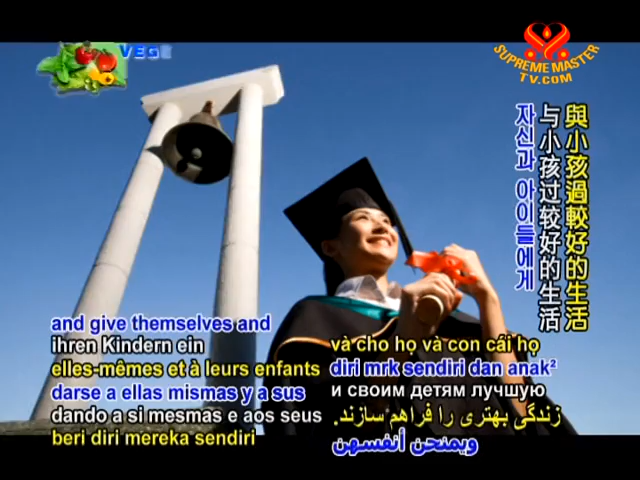 VEGE
SUPREME MASTER
TV.COM
與小孩過較好的生活
与小孩过较好的生活
자신과 아이들에게
and give themselves and
ihren Kindern ein
elles-mêmes et à leurs enfants
darse a ellas mismas y a sus
dando a si mesmas e aos seus
beri diri mereka sendiri
và cho họ và con cái họ
diri mrk sendiri dan anak²
и своим детям лучшую
زندگی بهتری را فراهم سازند.
ويمنحن أنفسهن